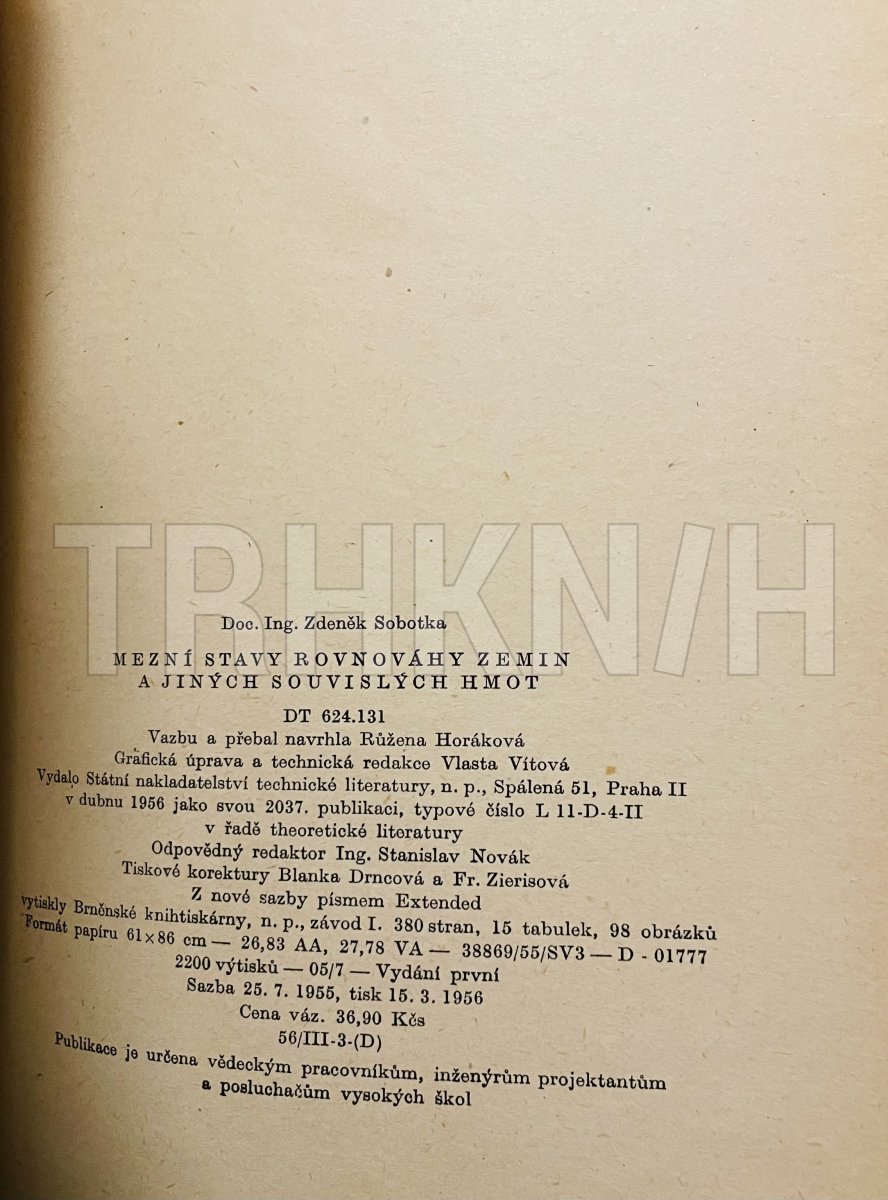 Doc. Ing. Zdeněk Sobotka
MEZNÍ STAVY ROVNOVÁHY ZEMIN
A JINÝCH SOUVISLÝCH HMOT
DT 624.131
Vazbu a přebal navrhla Růžena Horáková
Grafická úprava a technická redakce Vlasta Vítová
Vydalo Státní nakladatelství technické literatury, n. p., Spálená 51, Praha II
v dubnu 1956 jako svou 2037. publikaci, typové číslo L 11-D-4-II
v řadě theoretické literatury
Odpovědný redaktor Ing. Stanislav Novák
Tiskové korektury Blanka Drncová a Fr. Zierisová
Z nové sazby písmem Extended
vytiskly Brněnské knihtiskárny, n. p., závod I. 380 stran, 15 tabulek, 98 obrázků
Formát papíru 61×86 cm — 26,83 AA, 27,78 VA — 38869/55/SV3 — D - 01777
2200 výtisků — 05/7 — Vydání první
Sazba 25. 7. 1955, tisk 15. 3. 1956
Cena váz. 36,90 Kčs
56/III-3-(D)
Publikace je určena vědeckým pracovníkům, inženýrům projektantům
a posluchačům vysokých škol
TRHKN/H